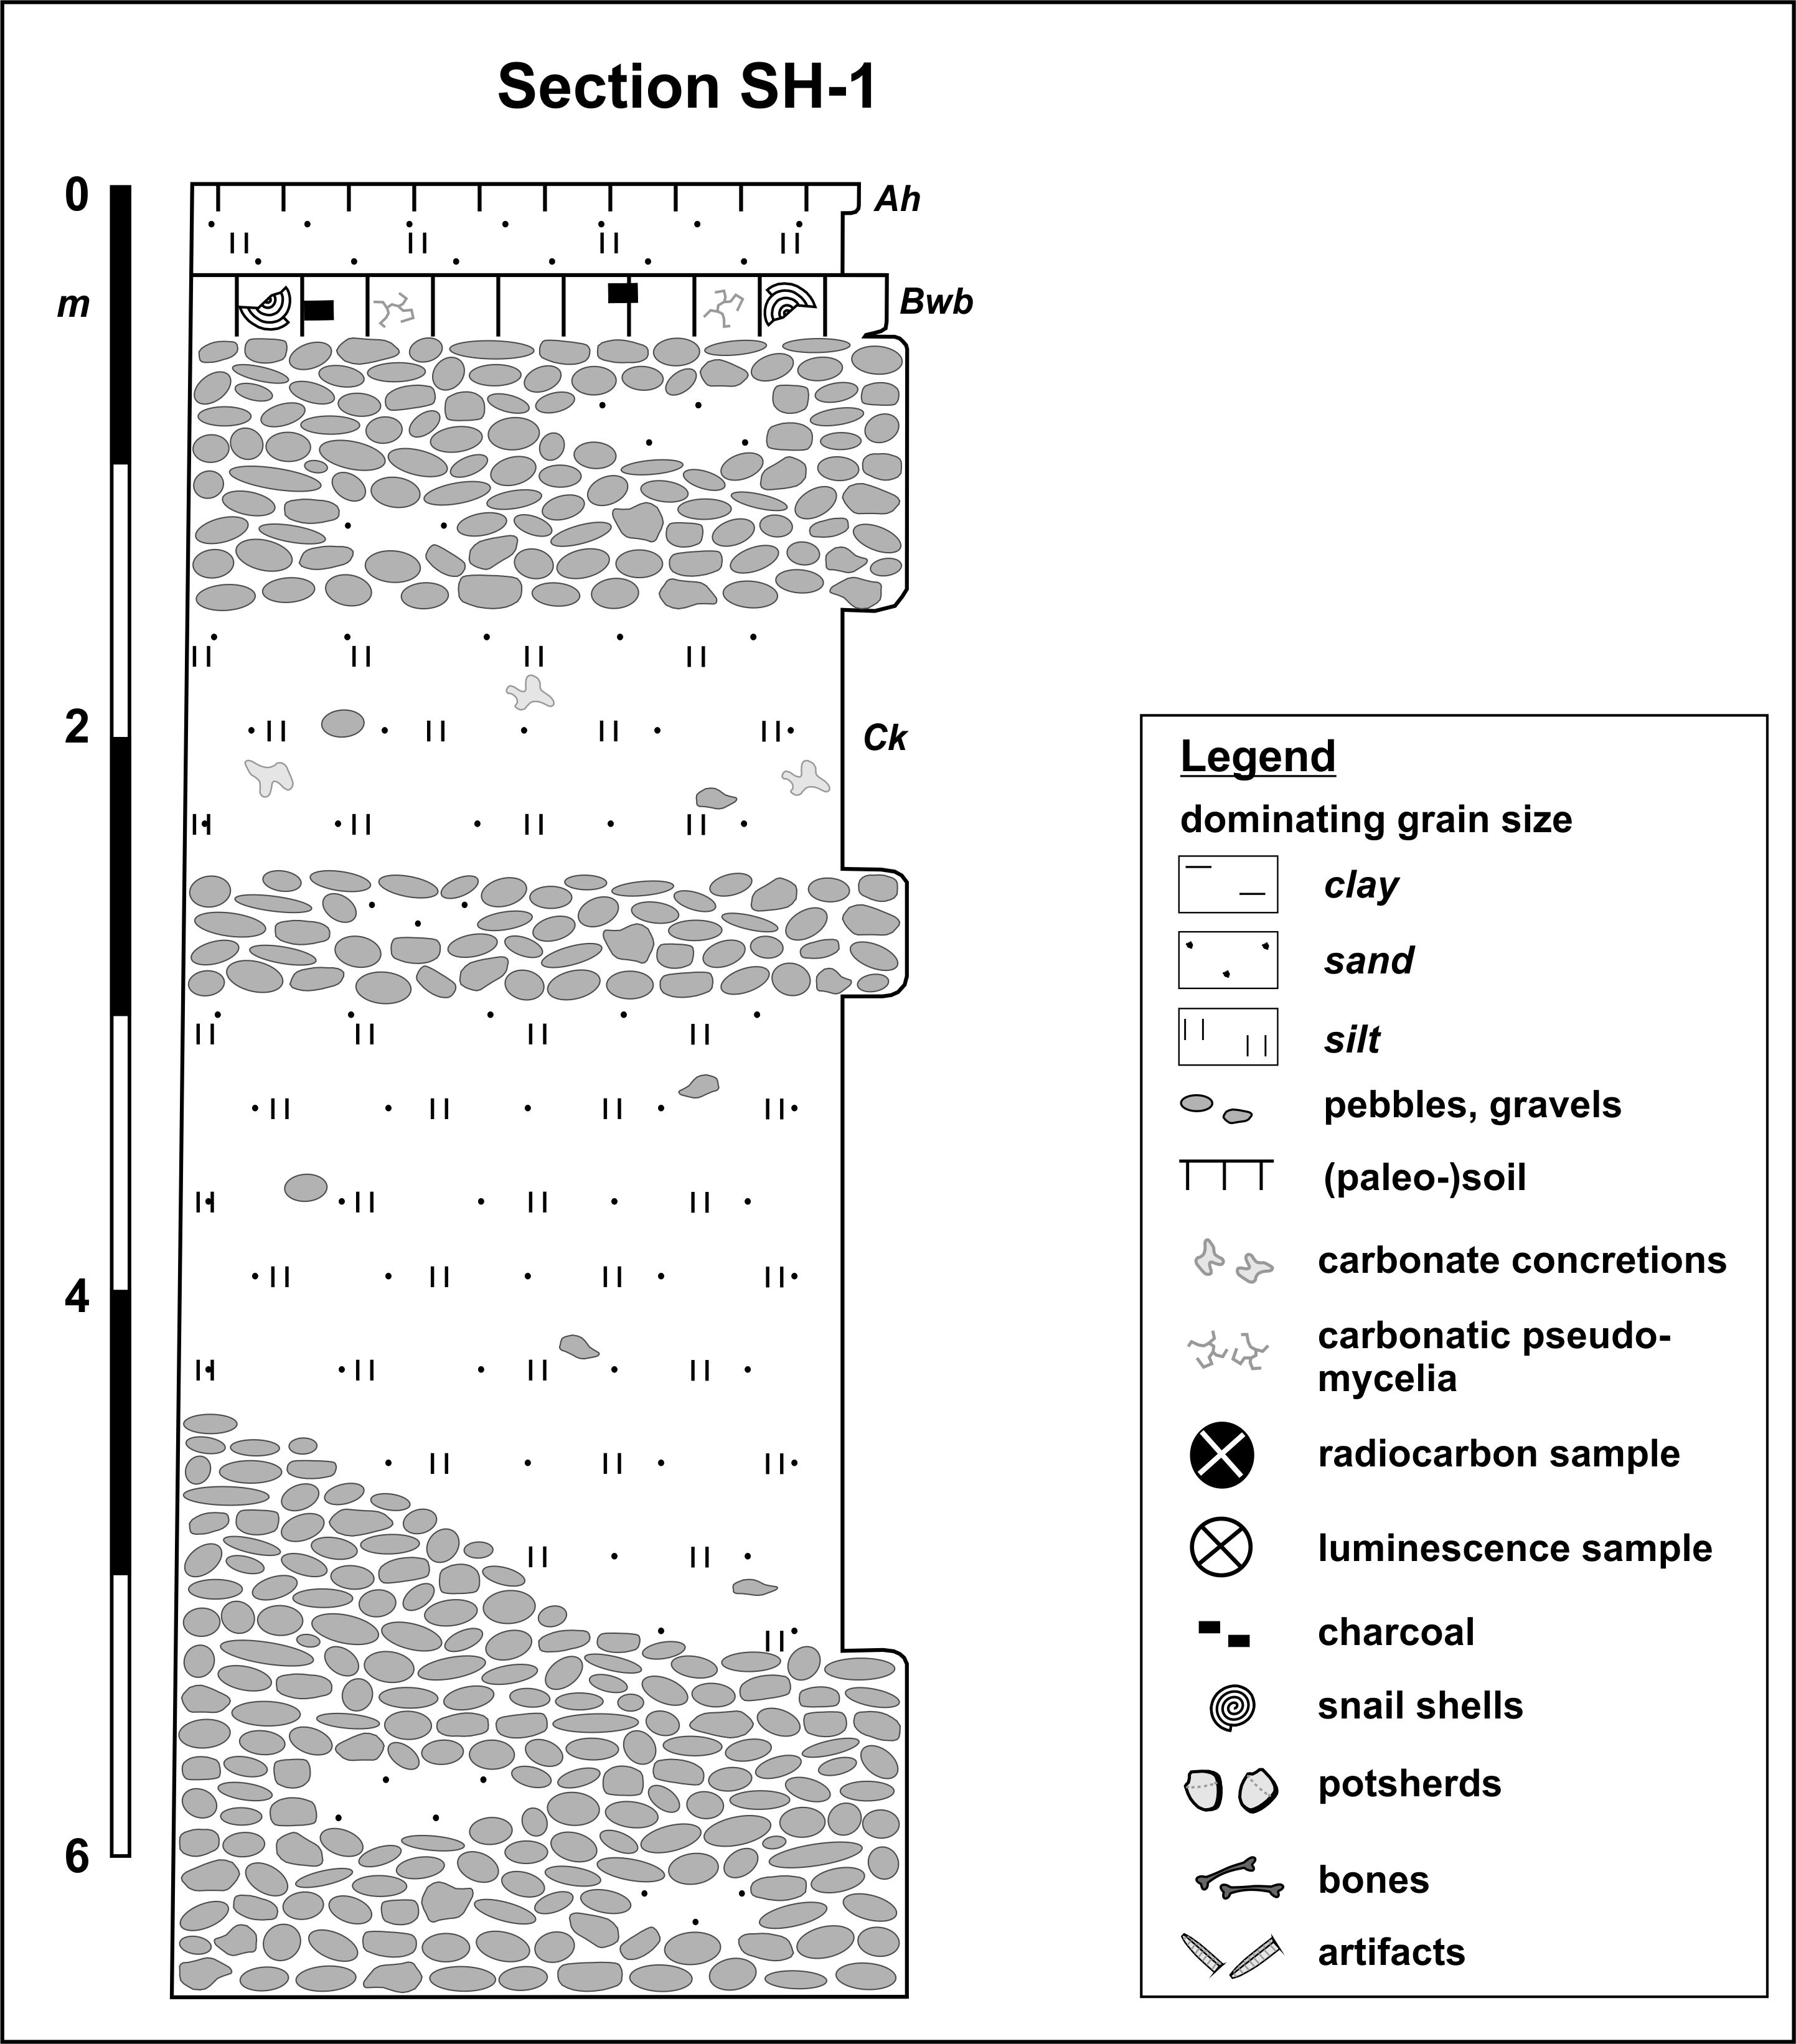 Section SH-1
0
Ah
m
Bwb
2
Ck
4
6
Legend
dominating grain size
clay
sand
silt
pebbles, gravels
(paleo-)soil
carbonate concretions
carbonatic pseudo-
mycelia
radiocarbon sample
luminescence sample
charcoal
snail shells
potsherds
bones
artifacts